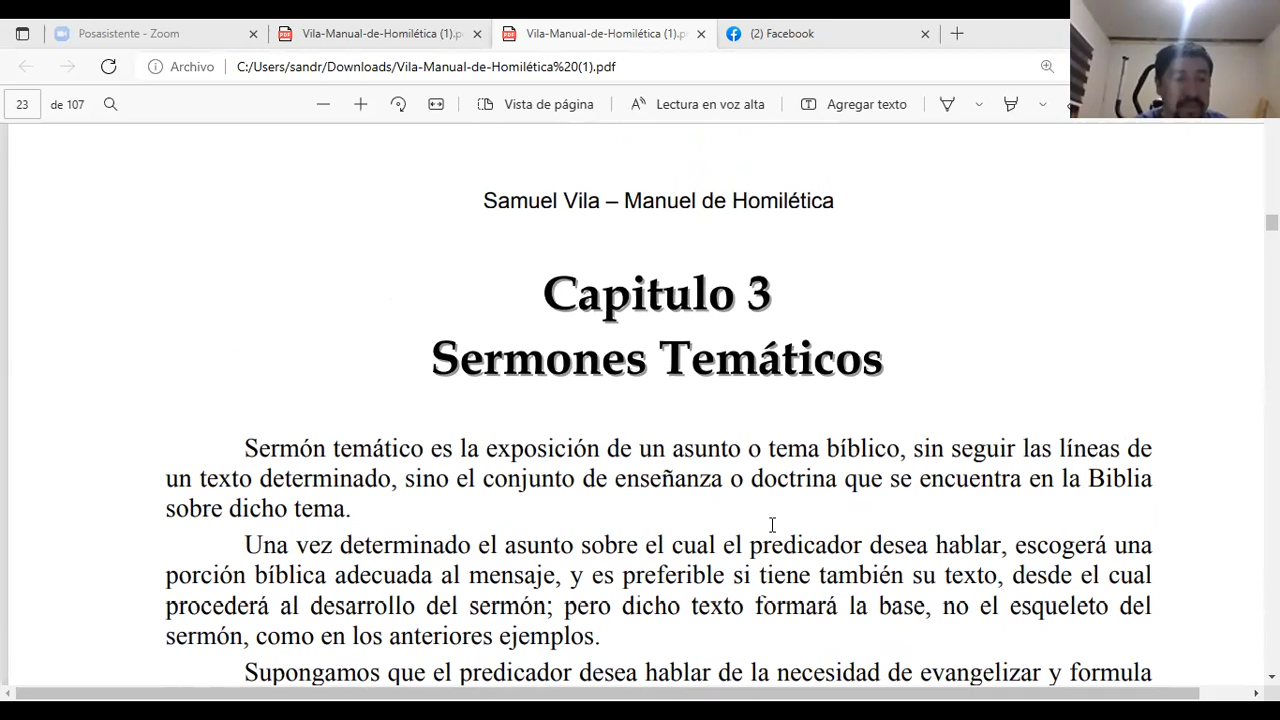 Posasistente - Zoom
Vila-Manual-de-Homilética (1).p
Vila-Manual-de-Homilética (1).p
(2) Facebook
Archivo
C:/Users/sandr/Downloads/Vila-Manual-de-Homilética%20(1).pdf
23 de 107
Vista de página
Lectura en voz alta
Agregar texto
Samuel Vila – Manuel de Homilética
Capitulo 3
Sermones Temáticos
Sermón temático es la exposición de un asunto o tema bíblico, sin seguir las líneas de
un texto determinado, sino el conjunto de enseñanza o doctrina que se encuentra en la Biblia
sobre dicho tema.
Una vez determinado el asunto sobre el cual el predicador desea hablar, escogerá una
porción bíblica adecuada al mensaje, y es preferible si tiene también su texto, desde el cual
procederá al desarrollo del sermón; pero dicho texto formará la base, no el esqueleto del
sermón, como en los anteriores ejemplos.
Supongamos que el predicador desea hablar de la necesidad de evangelizar y formula